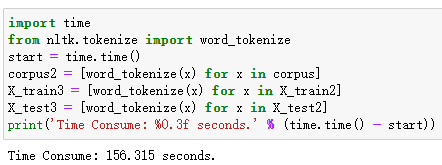 import time
from nltk.tokenize import word_tokenize
start = time.time()
corpus2 = [word_tokenize(x) for x in corpus]
X_train3 = [word_tokenize(x) for x in X_train2]
X_test3 = [word_tokenize(x) for x in X_test2]
print('Time Consume: %0.3f seconds.' % (time.time() - start))
Time Consume: 156.315 seconds.